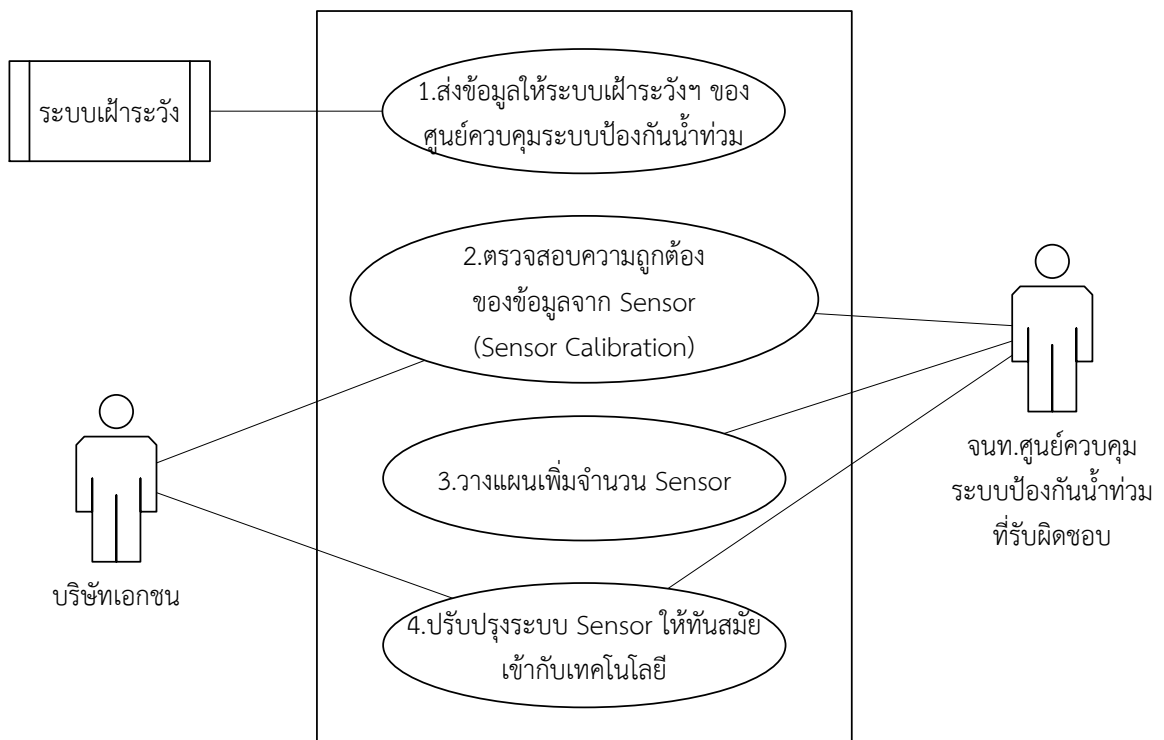 ระบบเฝ้าระวัง
1.ส่งข้อมูลให้ระบบเฝ้าระวังฯ ของ
ศูนย์ควบคุมระบบป้องกันน้ำท่วม
2.ตรวจสอบความถูกต้อง
ของข้อมูลจาก Sensor
(Sensor Calibration)
3.วางแผนเพิ่มจำนวน Sensor
4.ปรับปรุงระบบ Sensor ให้ทันสมัย
เข้ากับเทคโนโลยี
บริษัทเอกชน
จนท.ศูนย์ควบคุม
ระบบป้องกันน้ำท่วม
ที่รับผิดชอบ